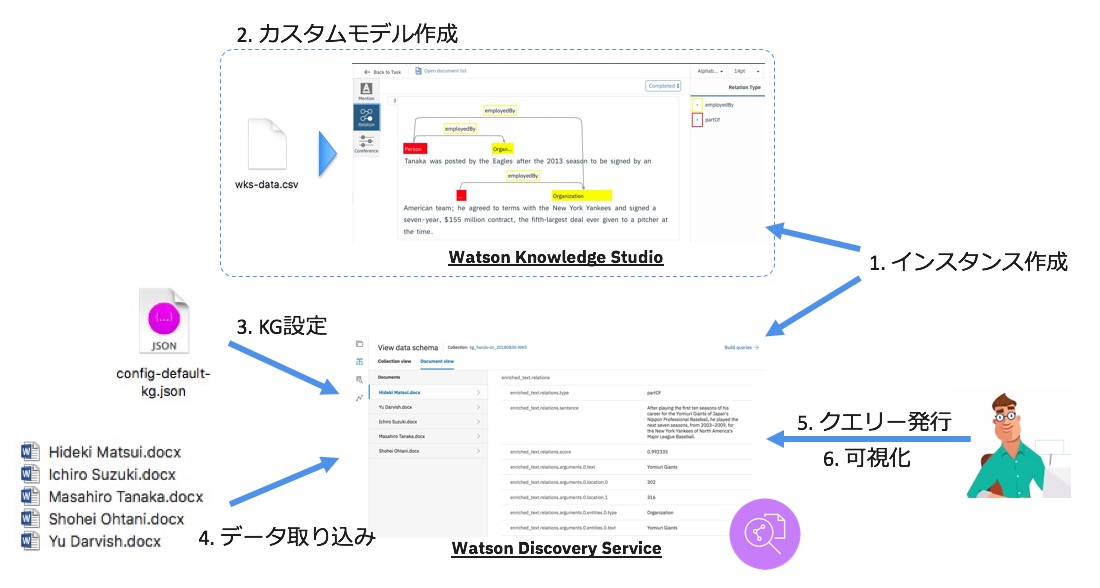 2. カスタムモデル作成
wks-data.csv
Back to Task
Open document list
Alphab...
14pt
Completed
Relation Type
Mention
Relation
Coreference
3
employedBy
partOf
employedBy
employedBy
Person
Organ...
Tanaka was posted by the Eagles after the 2013 season to be signed by an
employedBy
...
Organization
American team; he agreed to terms with the New York Yankees and signed a
seven-year, $155 million contract, the fifth-largest deal ever given to a pitcher at
the time.
Watson Knowledge Studio
1. インスタンス作成
{...}
JSON
config-default-
kg.json
3. KG設定
Hideki Matsui.docx
Ichiro Suzuki.docx
Masahiro Tanaka.docx
Shohei Ohtani.docx
Yu Darvish.docx
4. データ取り込み
View data schema
Collection: kg_hands-on_20180830-WKS
Build queries
Collection view
Document view
Documents
Hideki Matsui.docx
Yu Darvish.docx
Ichiro Suzuki.docx
Masahiro Tanaka.docx
Shohei Ohtani.docx
enriched_text.relations
enriched_text.relations.type
partOf
enriched_text.relations.sentence
After playing the first ten seasons of his
career for the Yomiuri Giants of Japan's
Nippon Professional Baseball, he played the
next seven seasons, from 2003–2009, for
the New York Yankees of North America's
Major League Baseball.
enriched_text.relations.score
0.992335
enriched_text.relations.arguments.0.text
Yomiuri Giants
enriched_text.relations.arguments.0.location.0
302
enriched_text.relations.arguments.0.location.1
316
enriched_text.relations.arguments.0.entities.0.type
Organization
enriched_text.relations.arguments.0.entities.0.text
Yomiuri Giants
Watson Discovery Service
5. クエリー発行
6. 可視化